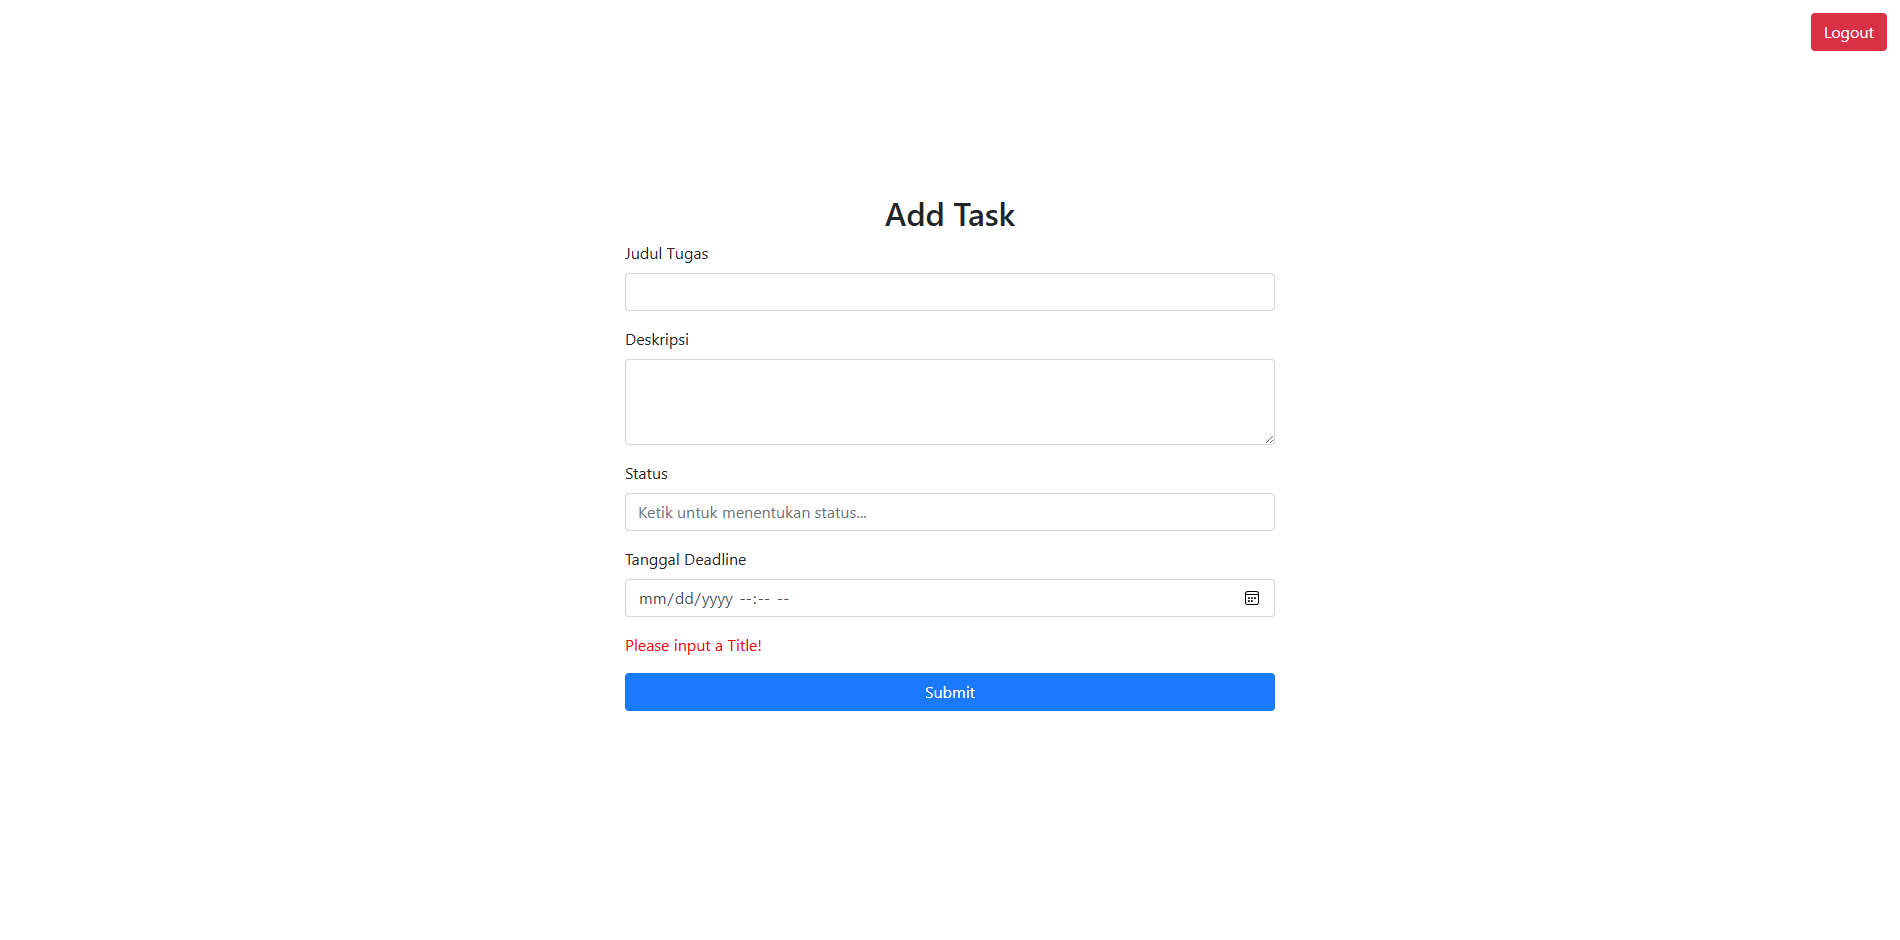 Logout
Add Task
Judul Tugas
Deskripsi
Status
Ketik untuk menentukan status...
Tanggal Deadline
mm/dd/yyyy --:-- --
Please input a Title!
Submit